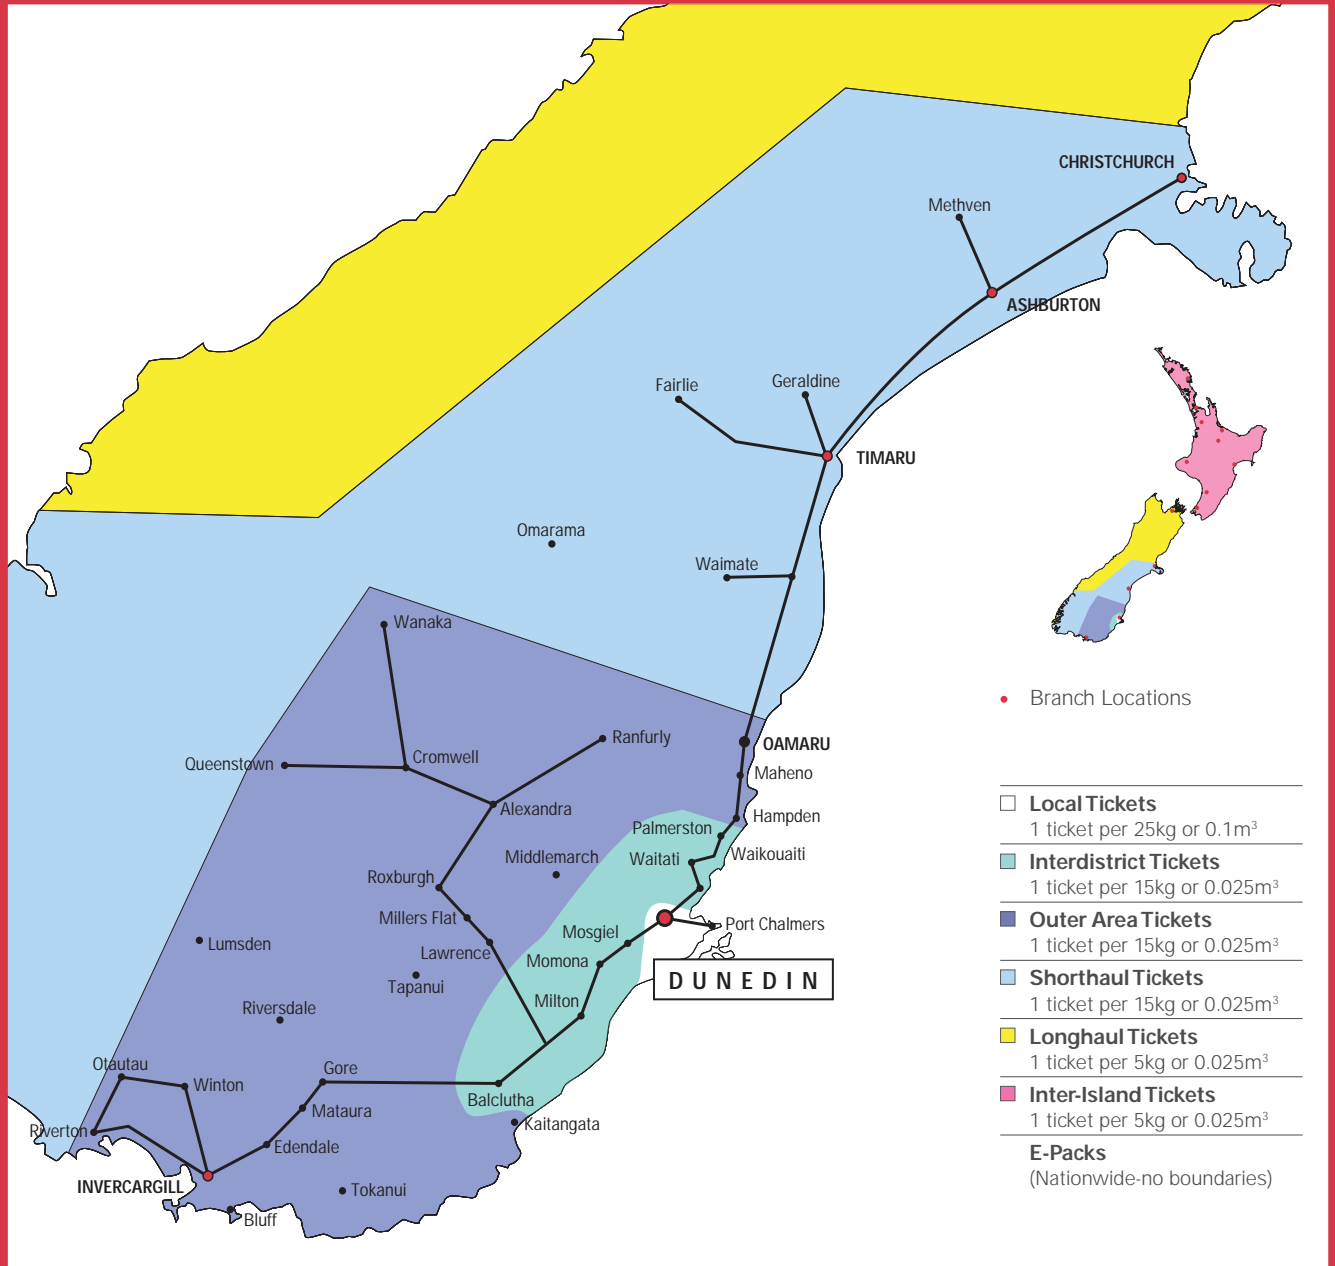 CHRISTCHURCH
Methven
ASHBURTON
Fairlie
Geraldine
TIMARU
Omarama
Waimate
Wanaka
Branch Locations
Ranfurly
OAMARU
Queenstown
Cromwell
Maheno
Alexandra
Hampden
Palmerston
Middlemarch
Waitati
Waikouaiti
Roxburgh
Millers Flat
Port Chalmers
Mosgiel
Lumsden
Lawrence
Momona
DUNEDIN
Tapanui
Milton
Riversdale
Otautau
Gore
Winton
Balclutha
Mataura
Kaitangata
Riverton
Edendale
INVERCARGILL
Tokanui
Bluff
Local Tickets
1 ticket per 25kg or 0.1m³
Interdistrict Tickets
1 ticket per 15kg or 0.025m³
Outer Area Tickets
1 ticket per 15kg or 0.025m³
Shorthaul Tickets
1 ticket per 15kg or 0.025m³
Longhaul Tickets
1 ticket per 5kg or 0.025m³
Inter-Island Tickets
1 ticket per 5kg or 0.025m³
E-Packs
(Nationwide-no boundaries)